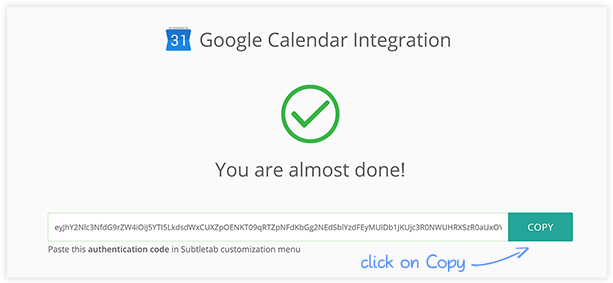 31 Google Calendar Integration
You are almost done!
COPY
Paste this authentication code in Subtletab customization menu
click on Copy